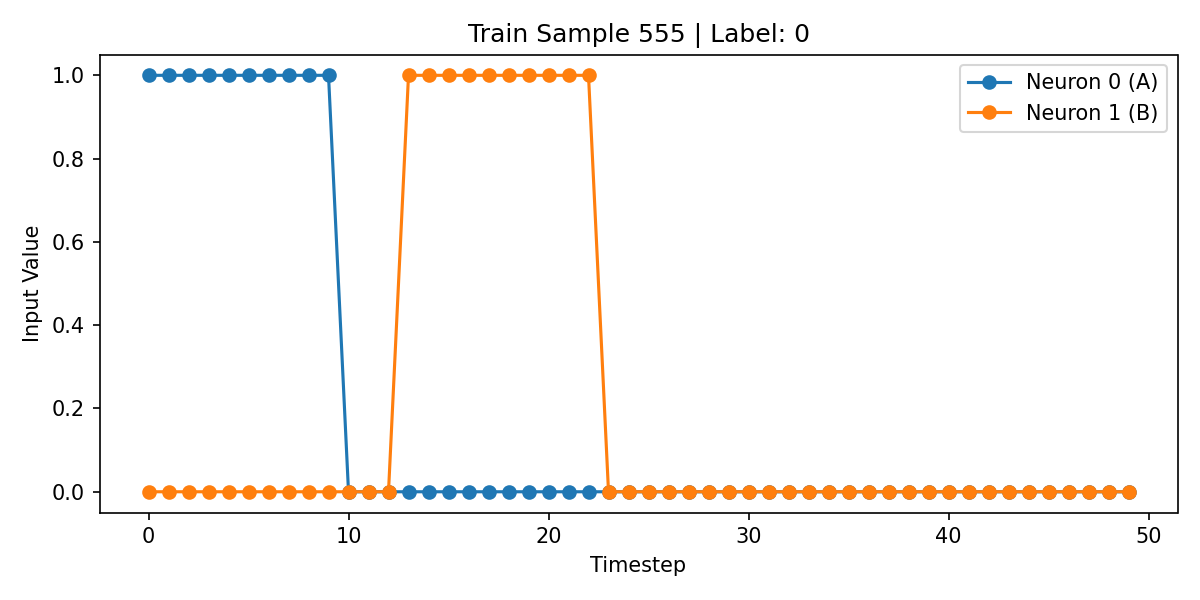 Train Sample 555 | Label: 0
Neuron 0 (A)
Neuron 1 (B)
Input Value
1.0
0.8
0.6
0.4
0.2
0.0
0 10 20 30 40 50
Timestep